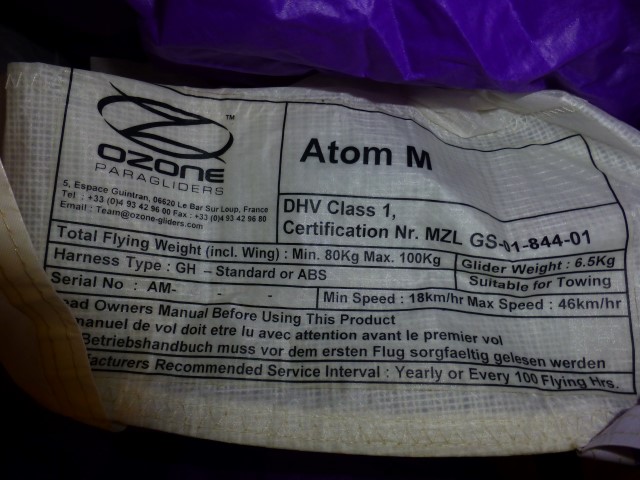 ™
OZONE
PARAGLIDERS
5, Espace Guintran, 06620 Le Bar Sur Loup, France
Tel : +33 (0)4 93 42 96 00 Fax : +33 (0)4 93 42 96 80
Email : Team@ozone-gliders.com
Atom M
DHV Class 1,
Certification Nr. MZL GS-01-844-01
Total Flying Weight (incl. Wing) : Min. 80Kg Max. 100Kg
Glider Weight : 6.5Kg
Harness Type : GH – Standard or ABS
Suitable for Towing
Serial No : AM- - -
Min Speed : 18km/hr Max Speed : 46km/hr
ead Owners Manual Before Using This Product
manuel de vol doit etre lu avec attention avant le premier vol
Betriebshandbuch muss vor dem ersten Flug sorgfaeltig gelesen werden
nufacturers Recommended Service Interval : Yearly or Every 100 Flying Hrs.